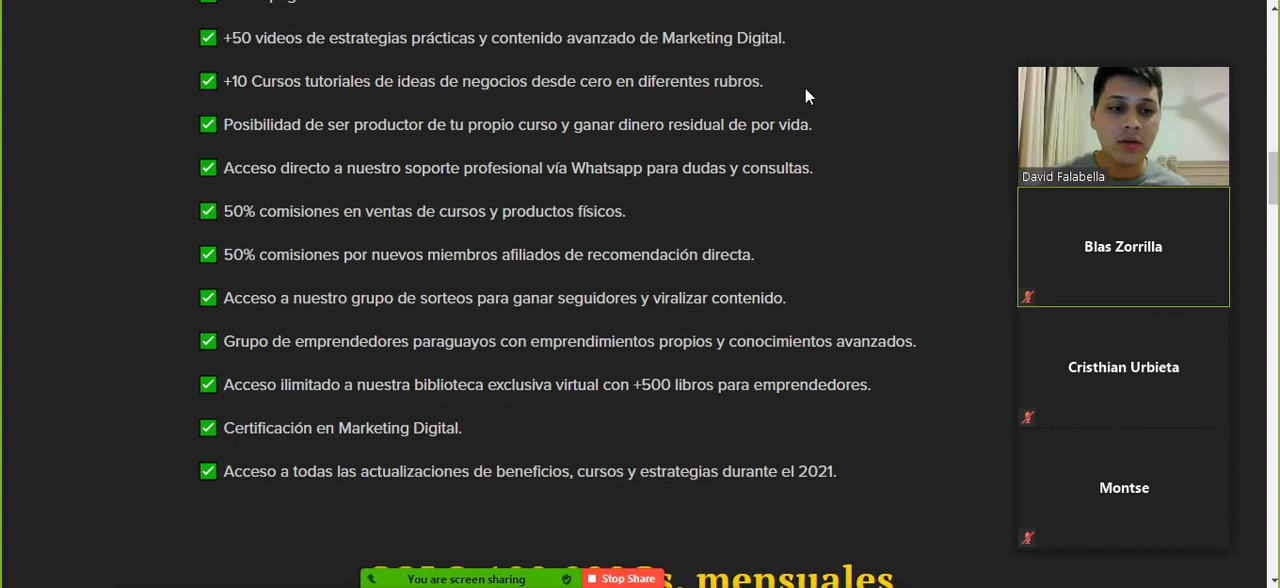 +50 videos de estrategias prácticas y contenido avanzado de Marketing Digital.
+10 Cursos tutoriales de ideas de negocios desde cero en diferentes rubros.
Posibilidad de ser productor de tu propio curso y ganar dinero residual de por vida.
Acceso directo a nuestro soporte profesional vía Whatsapp para dudas y consultas.
50% comisiones en ventas de cursos y productos físicos.
50% comisiones por nuevos miembros afiliados de recomendación directa.
Acceso a nuestro grupo de sorteos para ganar seguidores y viralizar contenido.
Grupo de emprendedores paraguayos con emprendimientos propios y conocimientos avanzados.
Acceso ilimitado a nuestra biblioteca exclusiva virtual con +500 libros para emprendedores.
Certificación en Marketing Digital.
Acceso a todas las actualizaciones de beneficios, cursos y estrategias durante el 2021.
mensuales
You are screen sharing
Stop Share
David Falabella
Blas Zorrilla
Cristhian Urbieta
Montse